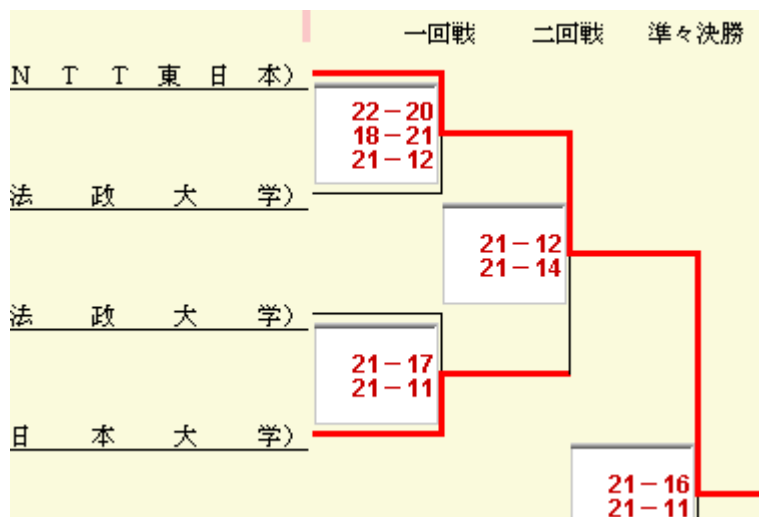 一回戦 二回戦 準々決勝
NTT東日本)
22-20
18-21
21-12
法政大学)
21-12
21-14
法政大学)
21-17
21-11
日本大学)
21-16
21-11